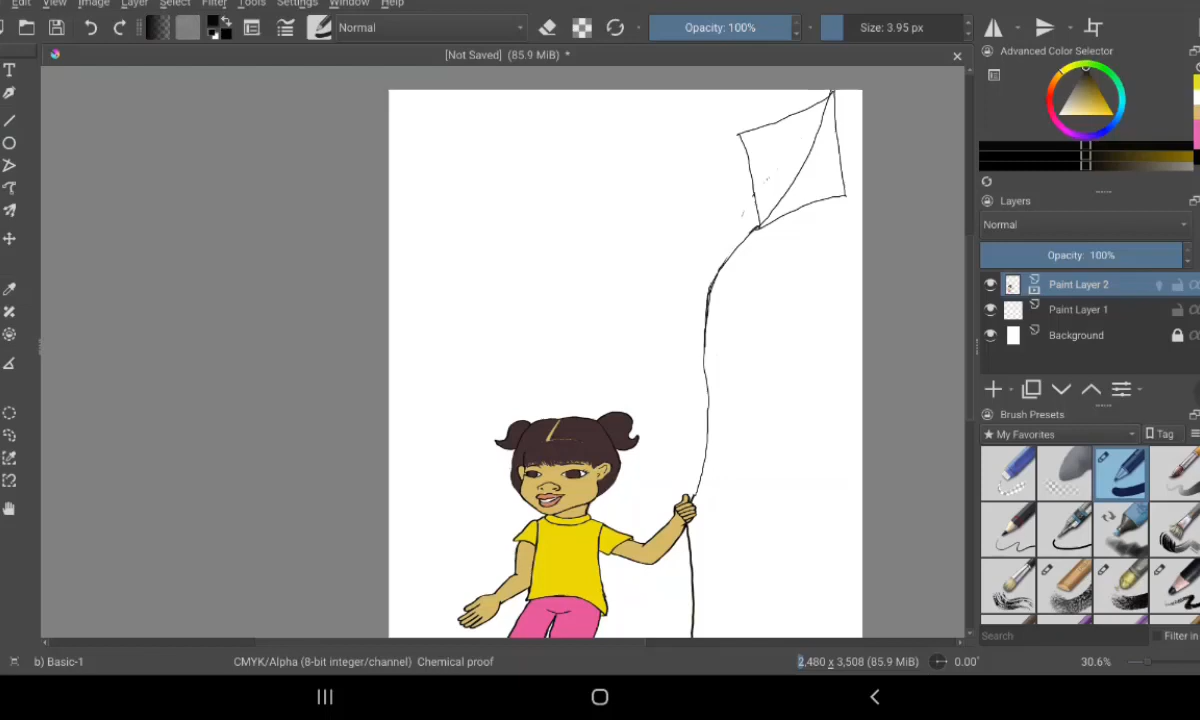 Edit View Image Layer Select Filter Tools Settings Window Help
Normal
Opacity: 100%
Size: 3.95 px
[Not Saved] (85.9 MiB) *
Advanced Color Selector
Layers
Normal
Opacity: 100%
Paint Layer 2
Paint Layer 1
Background
Brush Presets
★ My Favorites
Tag
Search
Filter in
b) Basic-1
CMYK/Alpha (8-bit integer/channel) Chemical proof
2,480 x 3,508 (85.9 MiB)
0.00°
30.6%